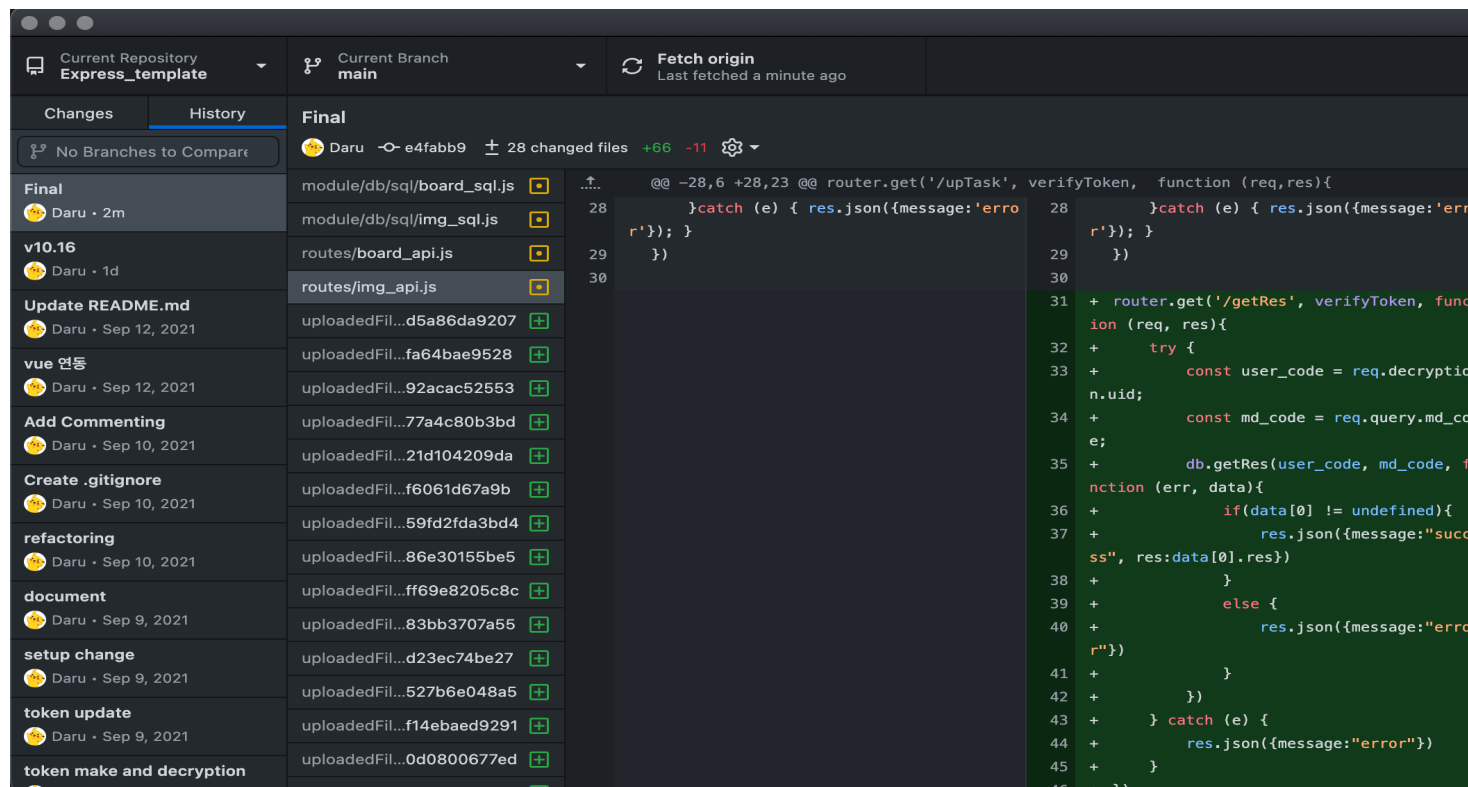 Current Repository
Express_template
Current Branch
main
Fetch origin
Last fetched a minute ago
Changes
History
No Branches to Compare
Final
Daru • 2m
v10.16
Daru • 1d
Update README.md
Daru • Sep 12, 2021
vue 연동
Daru • Sep 12, 2021
Add Commenting
Daru • Sep 10, 2021
Create .gitignore
Daru • Sep 10, 2021
refactoring
Daru • Sep 10, 2021
document
Daru • Sep 9, 2021
setup change
Daru • Sep 9, 2021
token update
Daru • Sep 9, 2021
token make and decryption
Final
Daru e4fabb9 28 changed files +66 -11
module/db/sql/board_sql.js
module/db/sql/img_sql.js
routes/board_api.js
routes/img_api.js
uploadedFil...d5a86da9207
uploadedFil...fa64bae9528
uploadedFil...92acac52553
uploadedFil...77a4c80b3bd
uploadedFil...21d104209da
uploadedFil...f6061d67a9b
uploadedFil...59fd2fda3bd4
uploadedFil...86e30155be5
uploadedFil...ff69e8205c8c
uploadedFil...83bb3707a55
uploadedFil...d23ec74be27
uploadedFil...527b6e048a5
uploadedFil...f14ebaed9291
uploadedFil...0d0800677ed
@@ -28,6 +28,23 @@ router.get('/upTask', verifyToken, function (req,res){
28 }catch (e) { res.json({message:'erro
r'}); }
29 })
30
28 }catch (e) { res.json({message:'err
r'}); }
29 })
30
31 + router.get('/getRes', verifyToken, func
ion (req, res){
32 + try {
33 + const user_code = req.decryptio
n.uid;
34 + const md_code = req.query.md_co
e;
35 + db.getRes(user_code, md_code, f
nction (err, data){
36 + if(data[0] != undefined){
37 + res.json({message:"succ
ss", res:data[0].res})
38 + }
39 + else {
40 + res.json({message:"erro
r"})
41 + }
42 + })
43 + } catch (e) {
44 + res.json({message:"error"})
45 + }